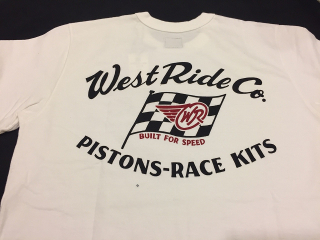 West Ride Co.
WR
BUILT FOR SPEED
PISTONS-RACE KITS